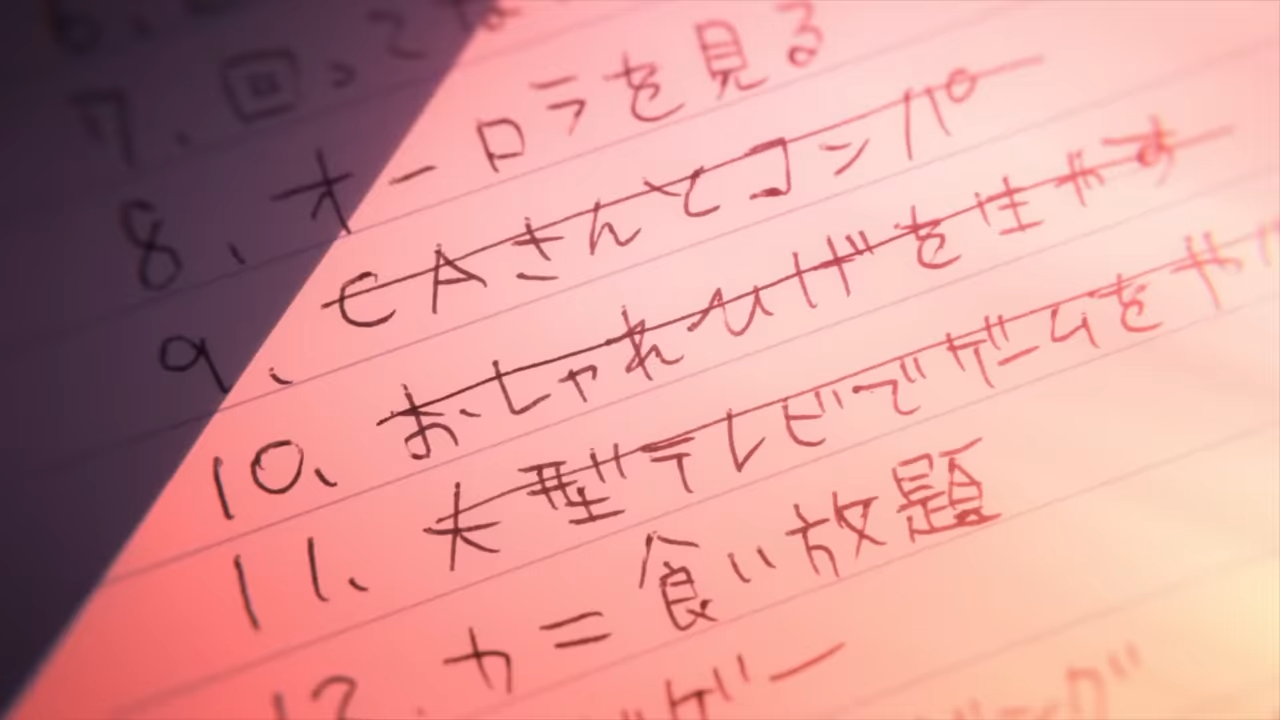 7、回って
8、オーロラを見る
9、CAさんとコンパ
10、おしゃれひげを生やす
11、大型テレビでゲームをや
12、カニ食い放題